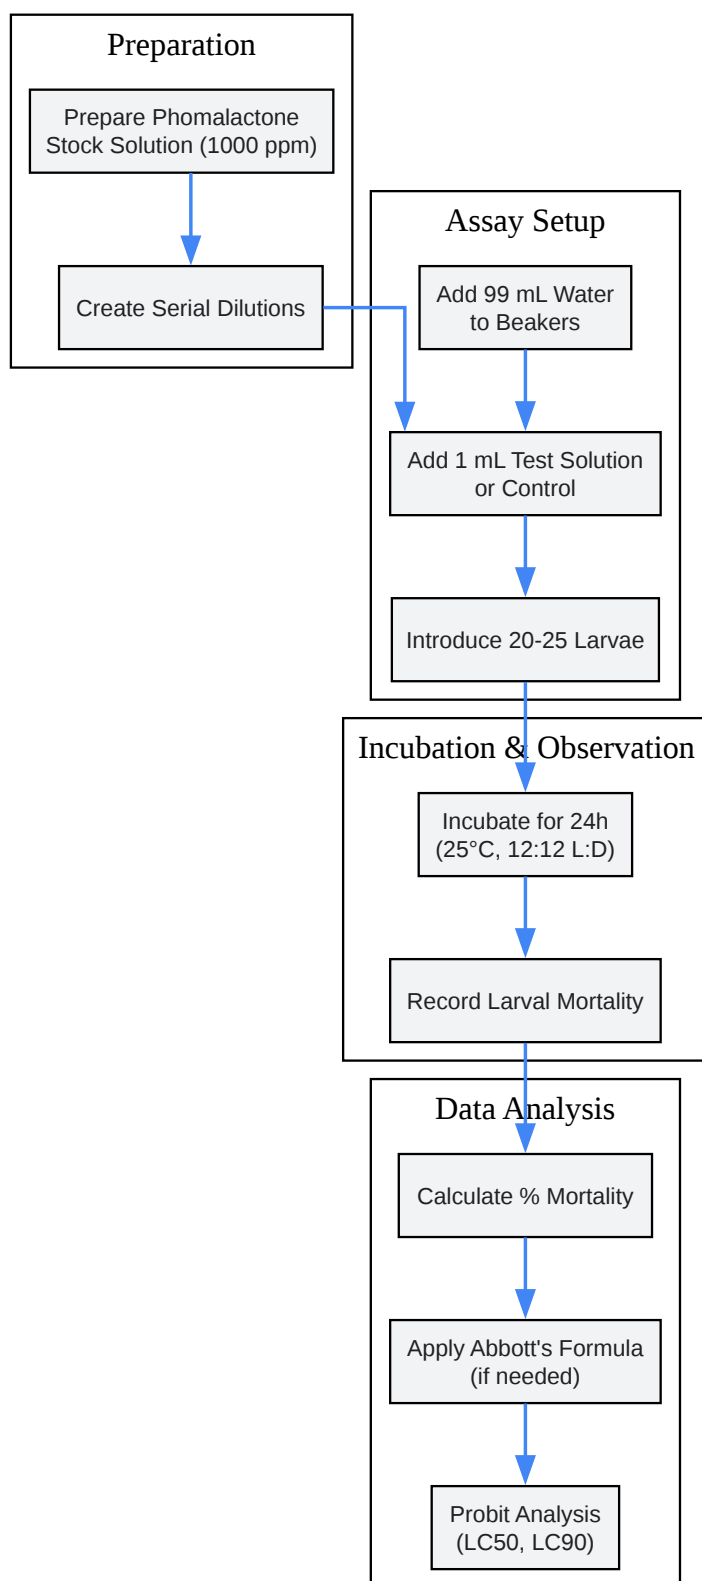 Preparation
Prepare Phomalactone
Stock Solution (1000 ppm)
Create Serial Dilutions
Assay Setup
Add 99 mL Water
to Beakers
Add 1 mL Test Solution
or Control
Introduce 20-25 Larvae
Incubation & Observation
Incubate for 24h
(25°C, 12:12 L:D)
Record Larval Mortality
Data Analysis
Calculate % Mortality
Apply Abbott's Formula
(if needed)
Probit Analysis
(LC50, LC90)